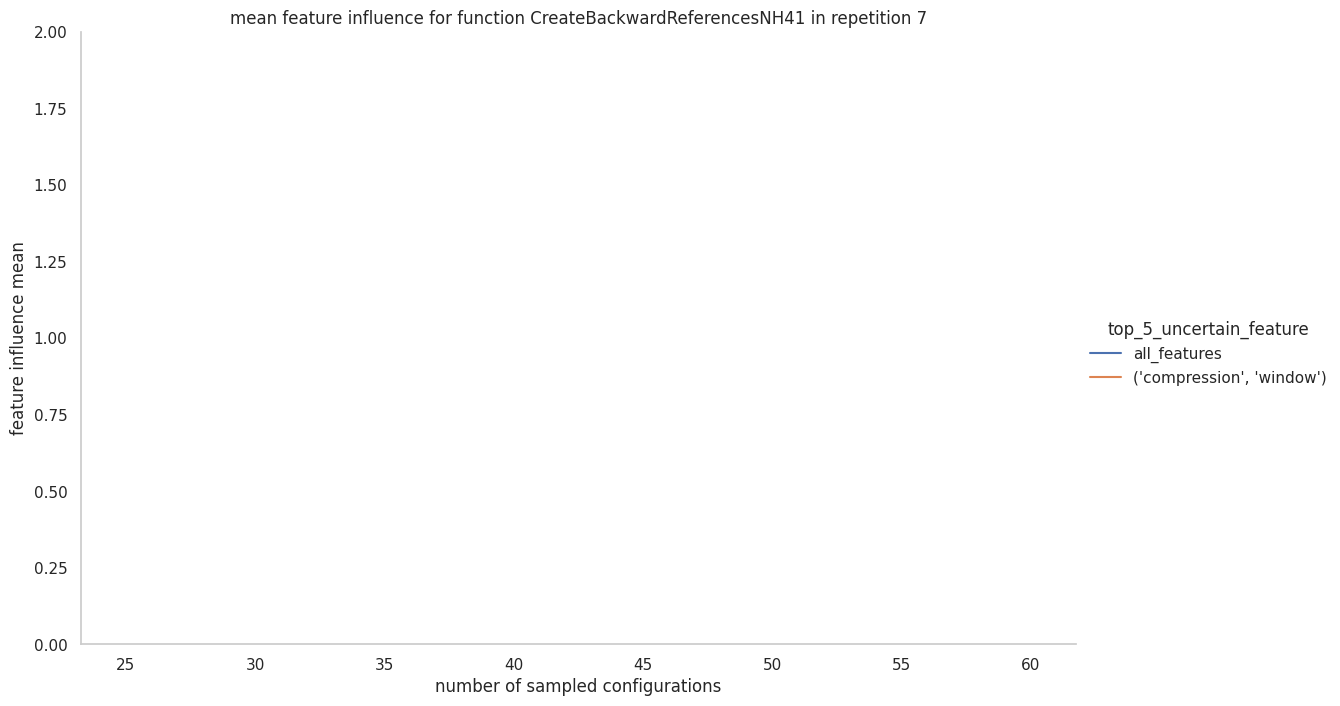 mean feature influence for function CreateBackwardReferencesNH41 in repetition 7
2.00
1.75
1.50
1.25
1.00
0.75
0.50
0.25
0.00
feature influence mean
25 30 35 40 45 50 55 60
number of sampled configurations
top_5_uncertain_feature
all_features
('compression', 'window')